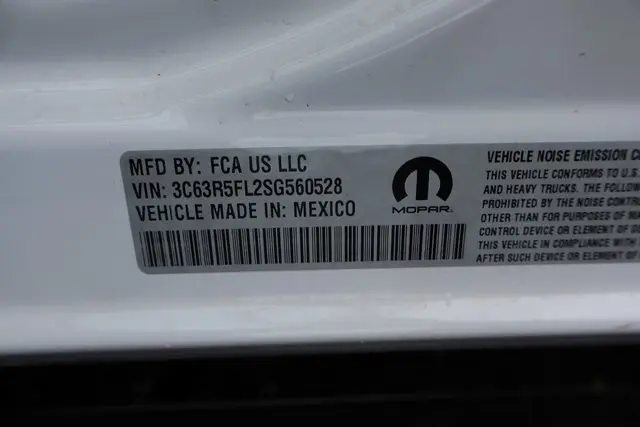 MFD BY: FCA US LLC
VIN: 3C63R5FL2SG560528
VEHICLE MADE IN: MEXICO
MOPAR
VEHICLE NOISE EMISSION C
THIS VEHICLE CONFORMS TO U.S.
AND HEAVY TRUCKS. THE FOLLOW
PROHIBITED BY THE NOISE CONTR
OTHER THAN FOR PURPOSES OF M
CONTROL DEVICE OR ELEMENT OF D
THIS VEHICLE IN COMPLIANCE WITH
AFTER SUCH DEVICE OR ELEMENT OF